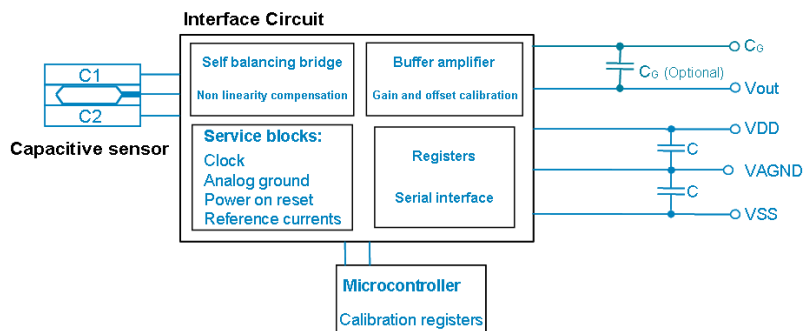 Interface Circuit
C1
C2
Capacitive sensor
Self balancing bridge
Non linearity compensation
Buffer amplifier
Gain and offset calibration
Service blocks:
Clock
Analog ground
Power on reset
Reference currents
Registers
Serial interface
CG
CG (Optional)
Vout
VDD
C
VAGND
C
VSS
Microcontroller
Calibration registers